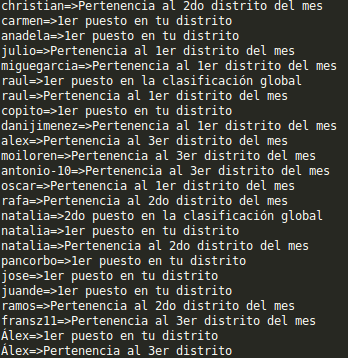 christian=>Pertenencia al 2do distrito del mes
carmen=>1er puesto en tu distrito
anadela=>1er puesto en tu distrito
julio=>Pertenencia al 1er distrito del mes
miguegarcia=>Pertenencia al 1er distrito del mes
raul=>1er puesto en la clasificación global
raul=>Pertenencia al 1er distrito del mes
copito=>1er puesto en tu distrito
danijimenez=>Pertenencia al 1er distrito del mes
alex=>Pertenencia al 3er distrito del mes
moiloren=>Pertenencia al 3er distrito del mes
antonio-10=>Pertenencia al 3er distrito del mes
oscar=>Pertenencia al 1er distrito del mes
rafa=>Pertenencia al 2do distrito del mes
natalia=>2do puesto en la clasificación global
natalia=>1er puesto en tu distrito
natalia=>Pertenencia al 2do distrito del mes
pancorbo=>1er puesto en tu distrito
jose=>1er puesto en tu distrito
juande=>1er puesto en tu distrito
ramos=>Pertenencia al 2do distrito del mes
fransz11=>Pertenencia al 3er distrito del mes
Álex=>1er puesto en tu distrito
Álex=>Pertenencia al 3er distrito del mes